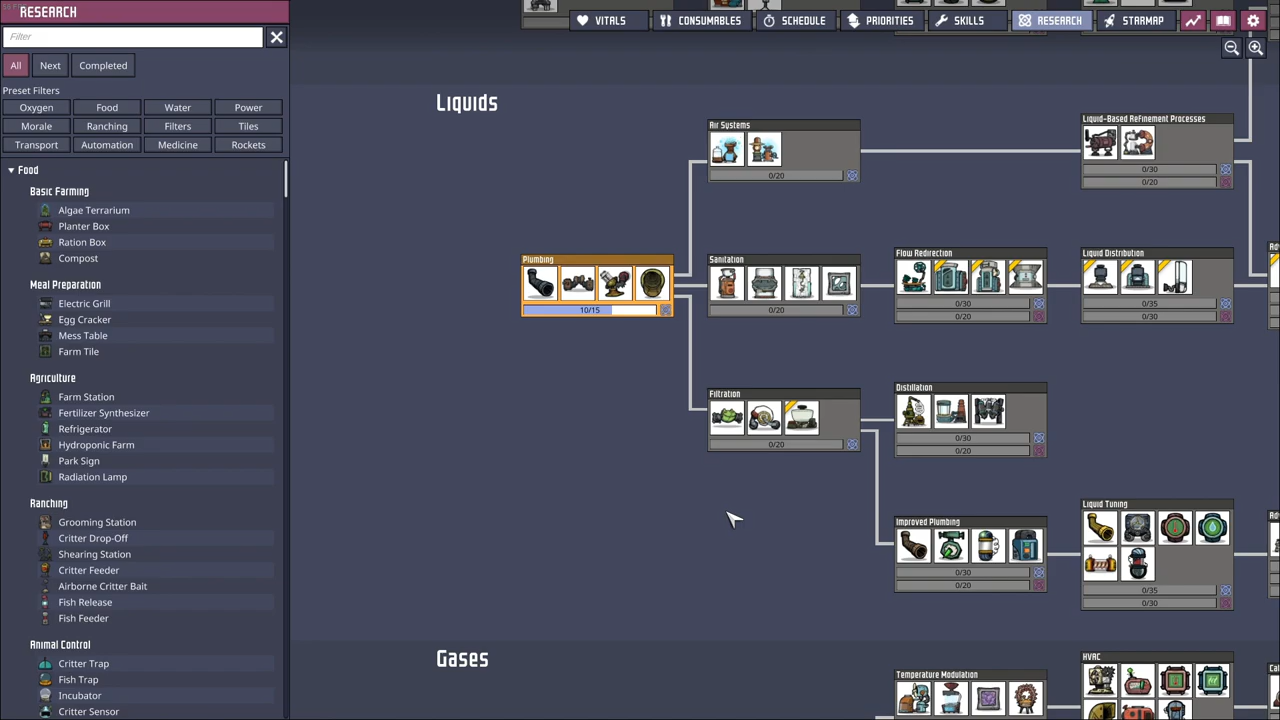 RESEARCH
VITALS
CONSUMABLES
SCHEDULE
PRIORITIES
SKILLS
RESEARCH
STARMAP
Filter
All
Next
Completed
Preset Filters
Oxygen
Food
Water
Power
Morale
Ranching
Filters
Tiles
Transport
Automation
Medicine
Rockets
Food
Basic Farming
Algae Terrarium
Planter Box
Ration Box
Compost
Meal Preparation
Electric Grill
Egg Cracker
Mess Table
Farm Tile
Agriculture
Farm Station
Fertilizer Synthesizer
Refrigerator
Hydroponic Farm
Park Sign
Radiation Lamp
Ranching
Grooming Station
Critter Drop-Off
Shearing Station
Critter Feeder
Airborne Critter Bait
Fish Release
Fish Feeder
Animal Control
Critter Trap
Fish Trap
Incubator
Critter Sensor
Liquids
Air Systems
0/20
Liquid-Based Refinement Processes
0/30
0/20
Plumbing
10/15
Sanitation
0/20
Flow Redirection
0/30
0/20
Liquid Distribution
0/35
0/30
Filtration
0/20
Distillation
0/30
0/20
Improved Plumbing
0/30
0/20
Liquid Tuning
0/35
0/30
Gases
Temperature Modulation
HVAC